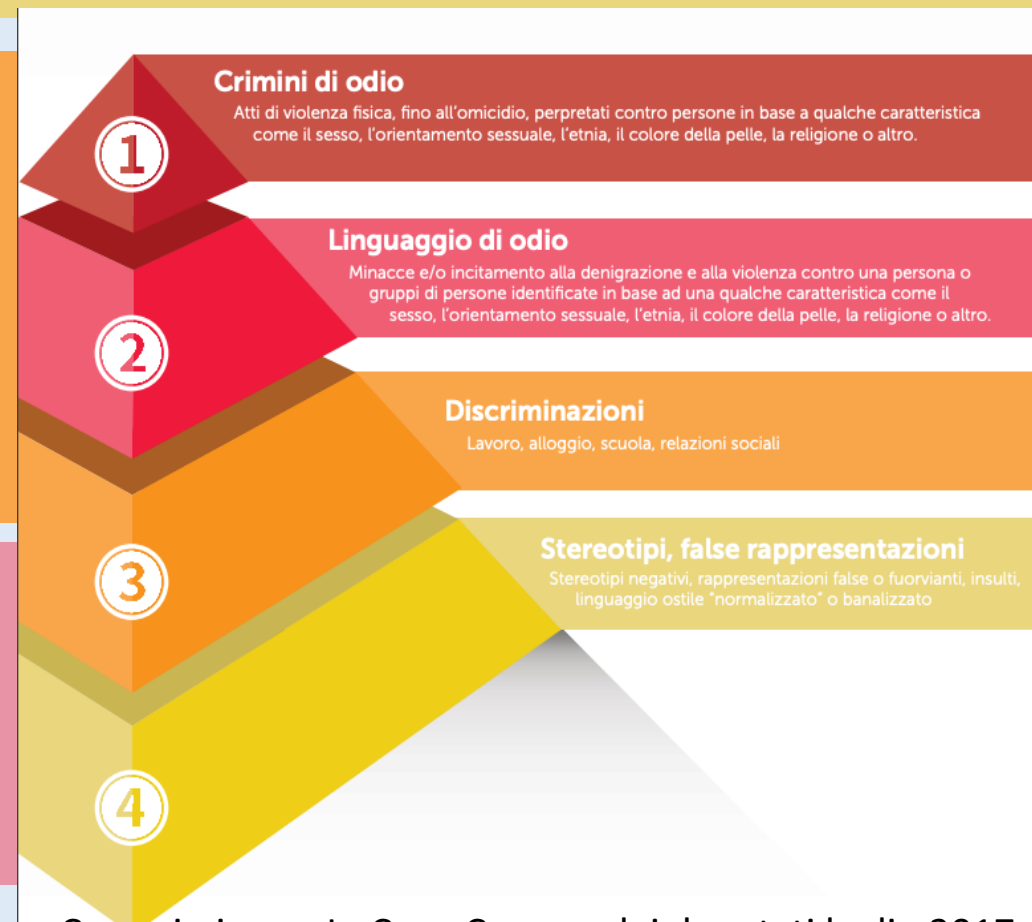 1
Crimini di odio
Atti di violenza fisica, fino all'omicidio, perpretati contro persone in base a qualche caratteristica
come il sesso, l'orientamento sessuale, l'etnia, il colore della pelle, la religione o altro.
2
Linguaggio di odio
Minacce e/o incitamento alla denigrazione e alla violenza contro una persona o
gruppi di persone identificate in base ad una qualche caratteristica come il
sesso, l'orientamento sessuale, l'etnia, il colore della pelle, la religione o altro.
3
Discriminazioni
Lavoro, alloggio, scuola, relazioni sociali
4
Stereotipi, false rappresentazioni
Stereotipi negativi, rappresentazioni false o fuorvianti, insulti,
linguaggio ostile "normalizzato" o banalizzato